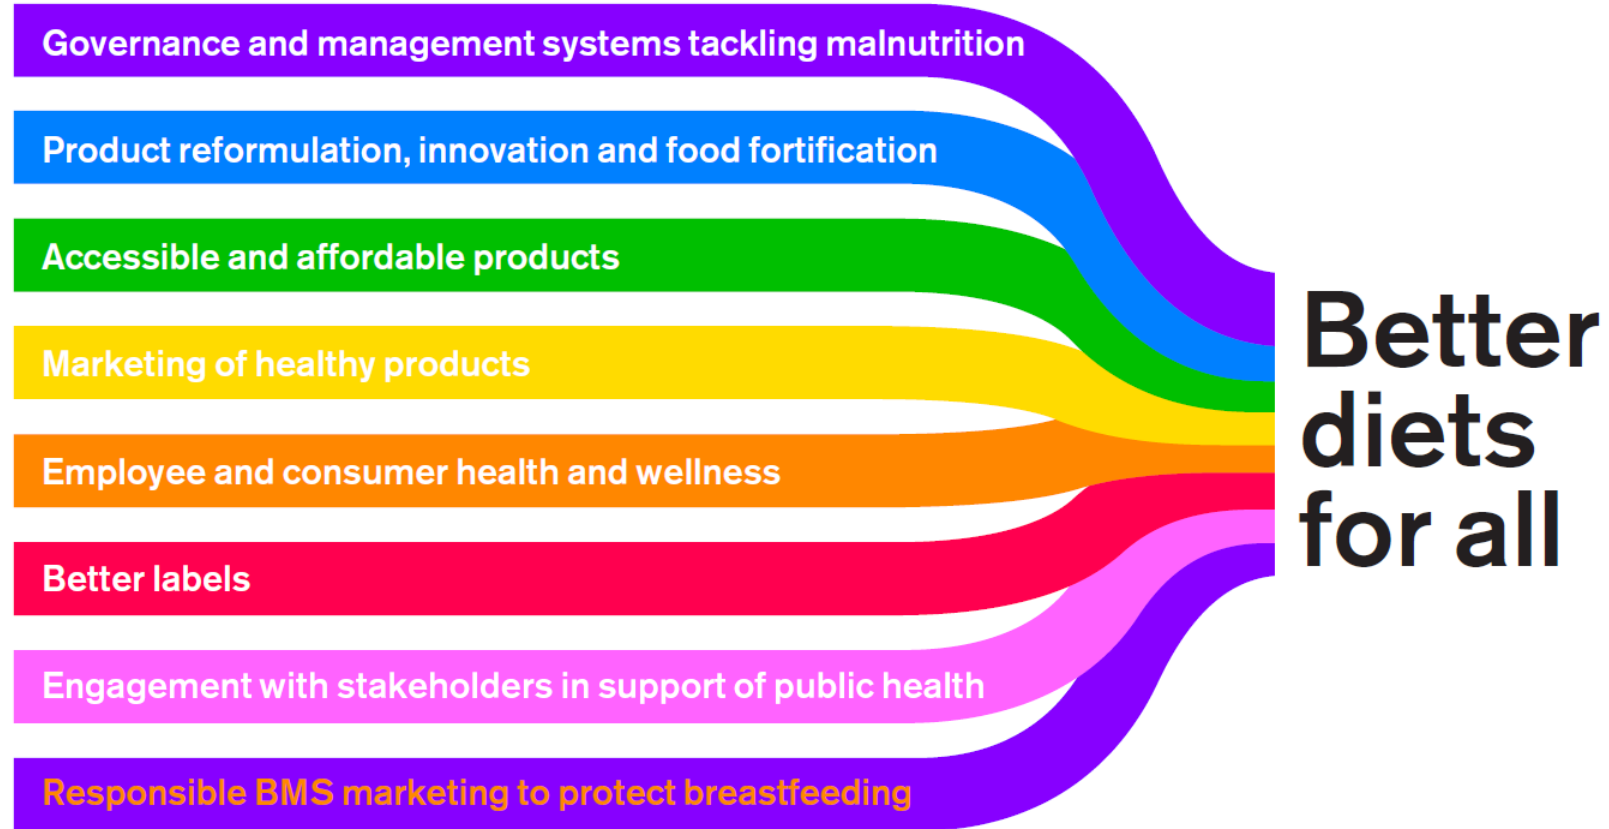 Governance and management systems tackling malnutrition
Product reformulation, innovation and food fortification
Accessible and affordable products
Marketing of healthy products
Employee and consumer health and wellness
Better labels
Engagement with stakeholders in support of public health
Responsible BMS marketing to protect breastfeeding
Better
diets
for all